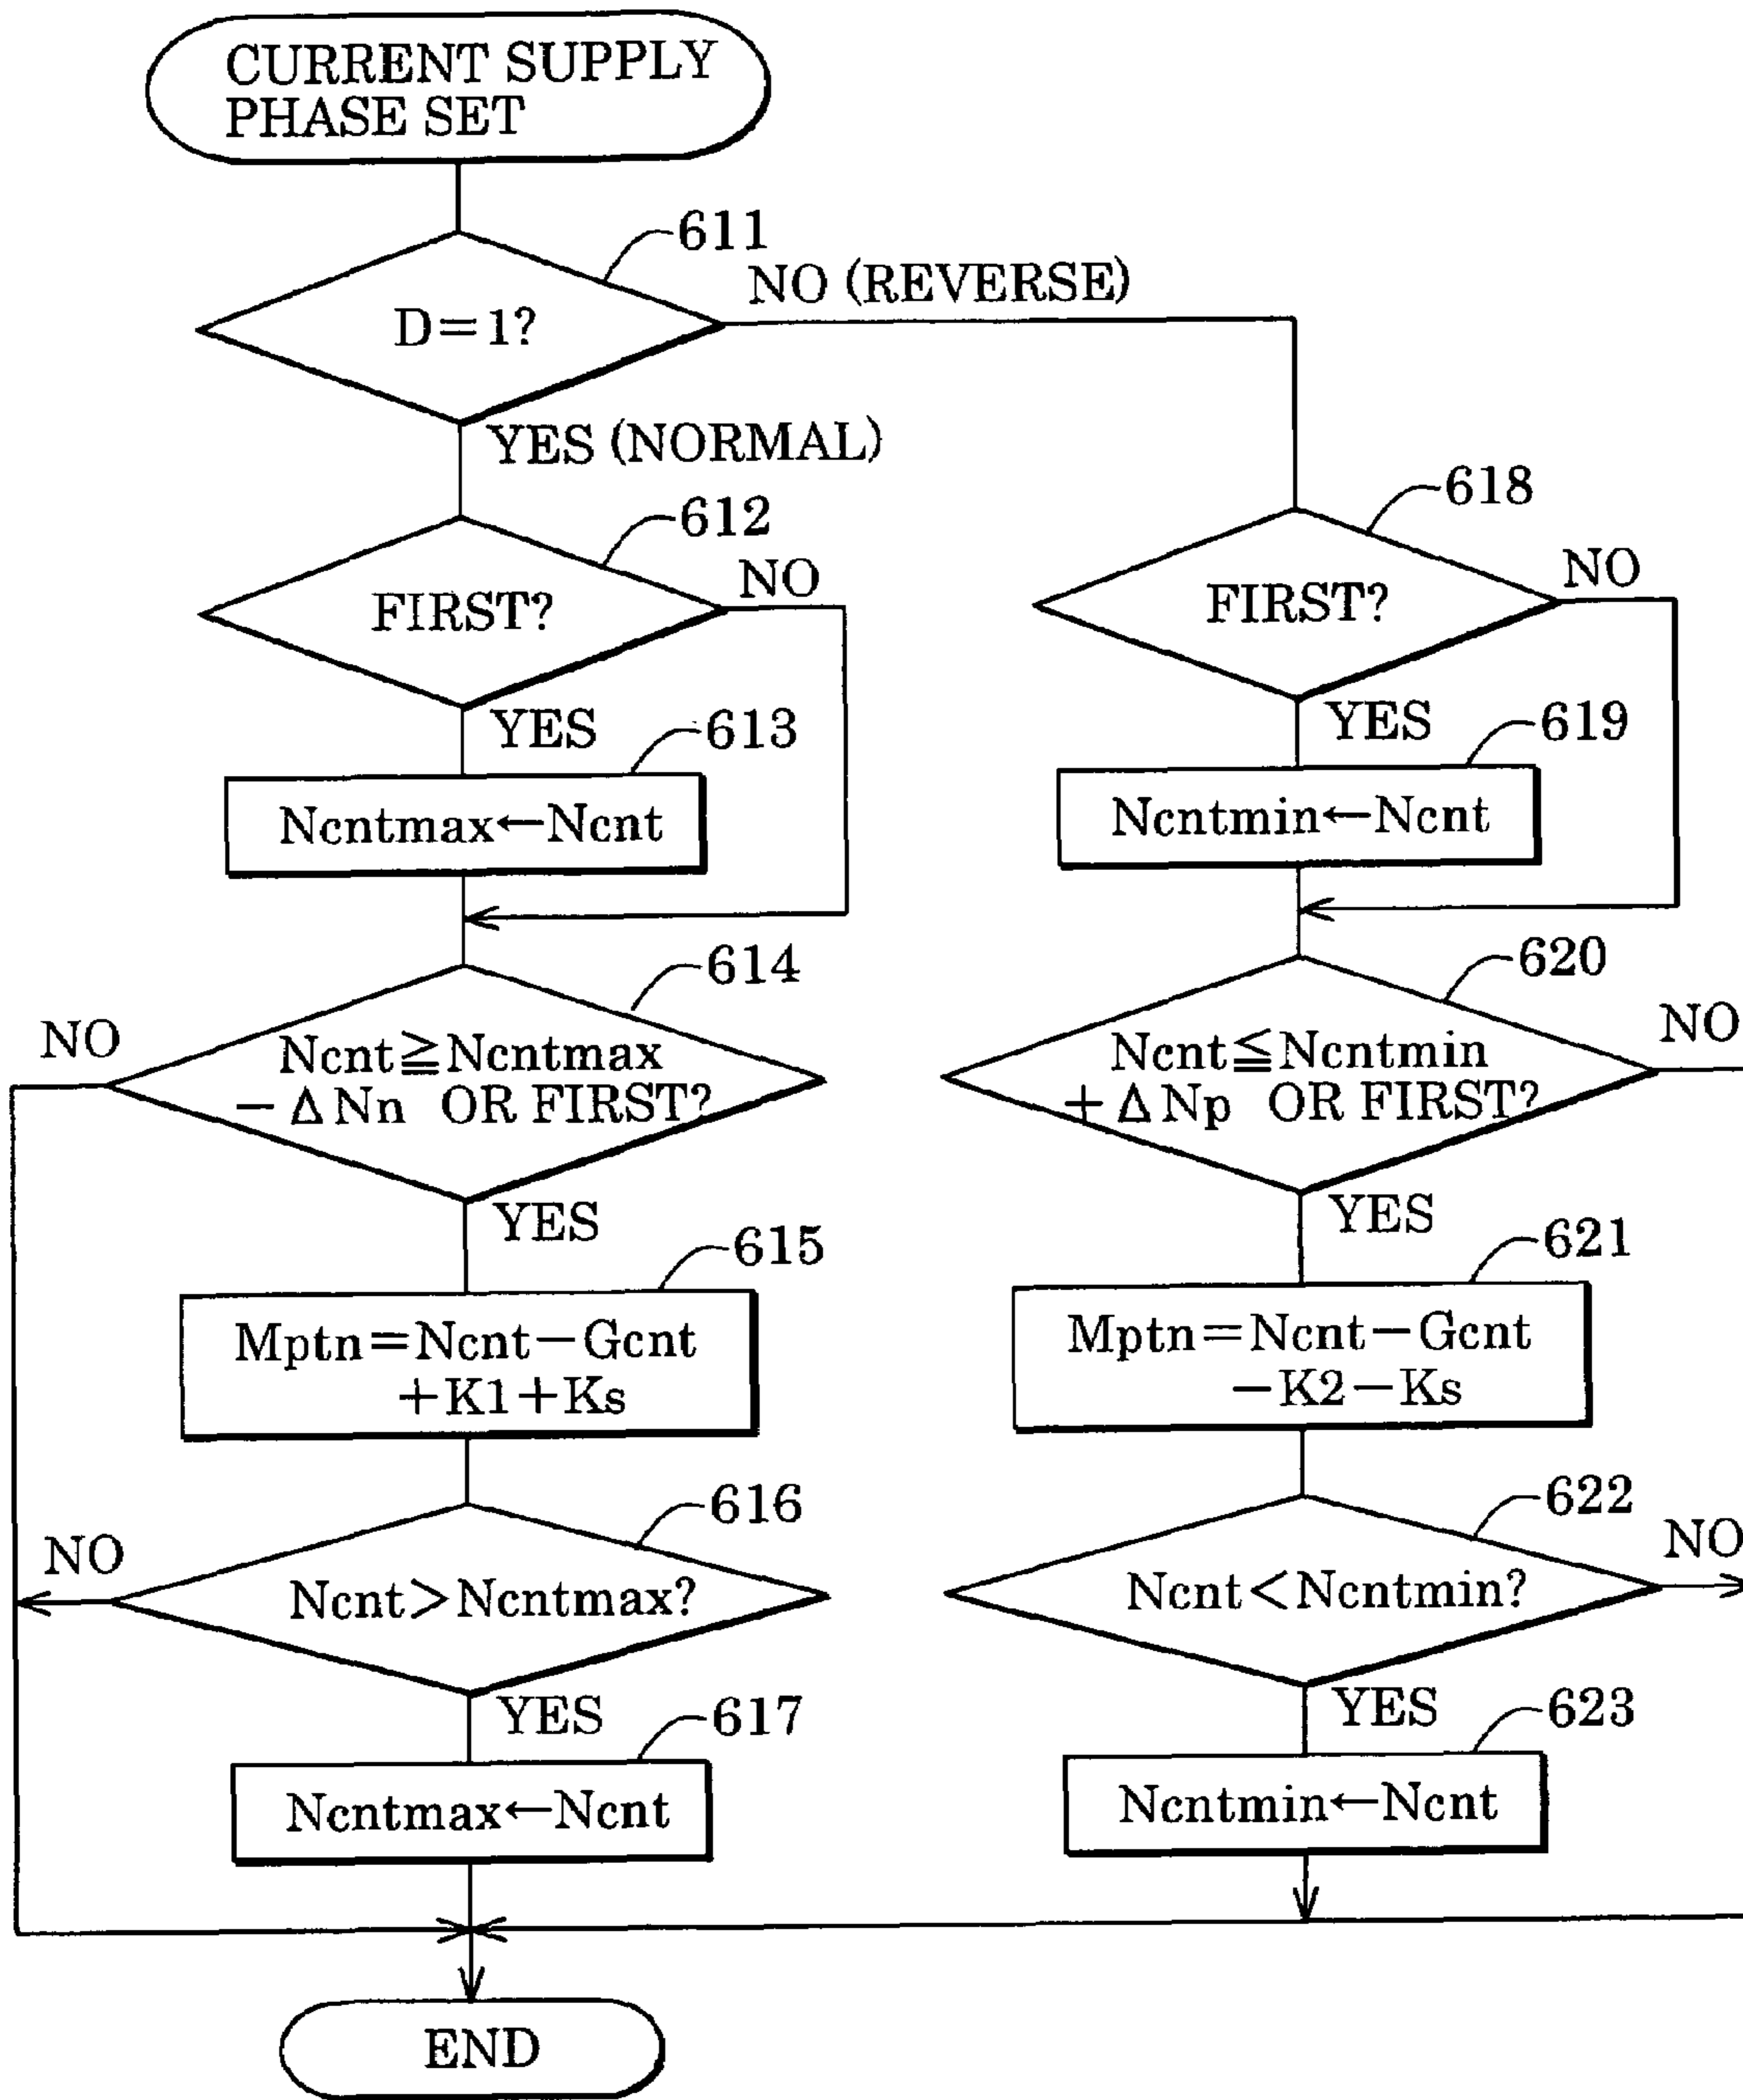 CURRENT SUPPLY
PHASE SET
611
D=1?
NO (REVERSE)
YES (NORMAL)
612
FIRST?
NO
YES
613
Ncntmax←Ncnt
614
NO
Ncnt≧Ncntmax
−ΔNn OR FIRST?
YES
615
Mptn=Ncnt−Gcnt
+K1+Ks
616
NO
Ncnt>Ncntmax?
YES
617
Ncntmax←Ncnt
618
FIRST?
NO
YES
619
Ncntmin←Ncnt
620
NO
Ncnt≦Ncntmin
+ΔNp OR FIRST?
YES
621
Mptn=Ncnt−Gcnt
−K2−Ks
622
NO
Ncnt<Ncntmin?
YES
623
Ncntmin←Ncnt
END